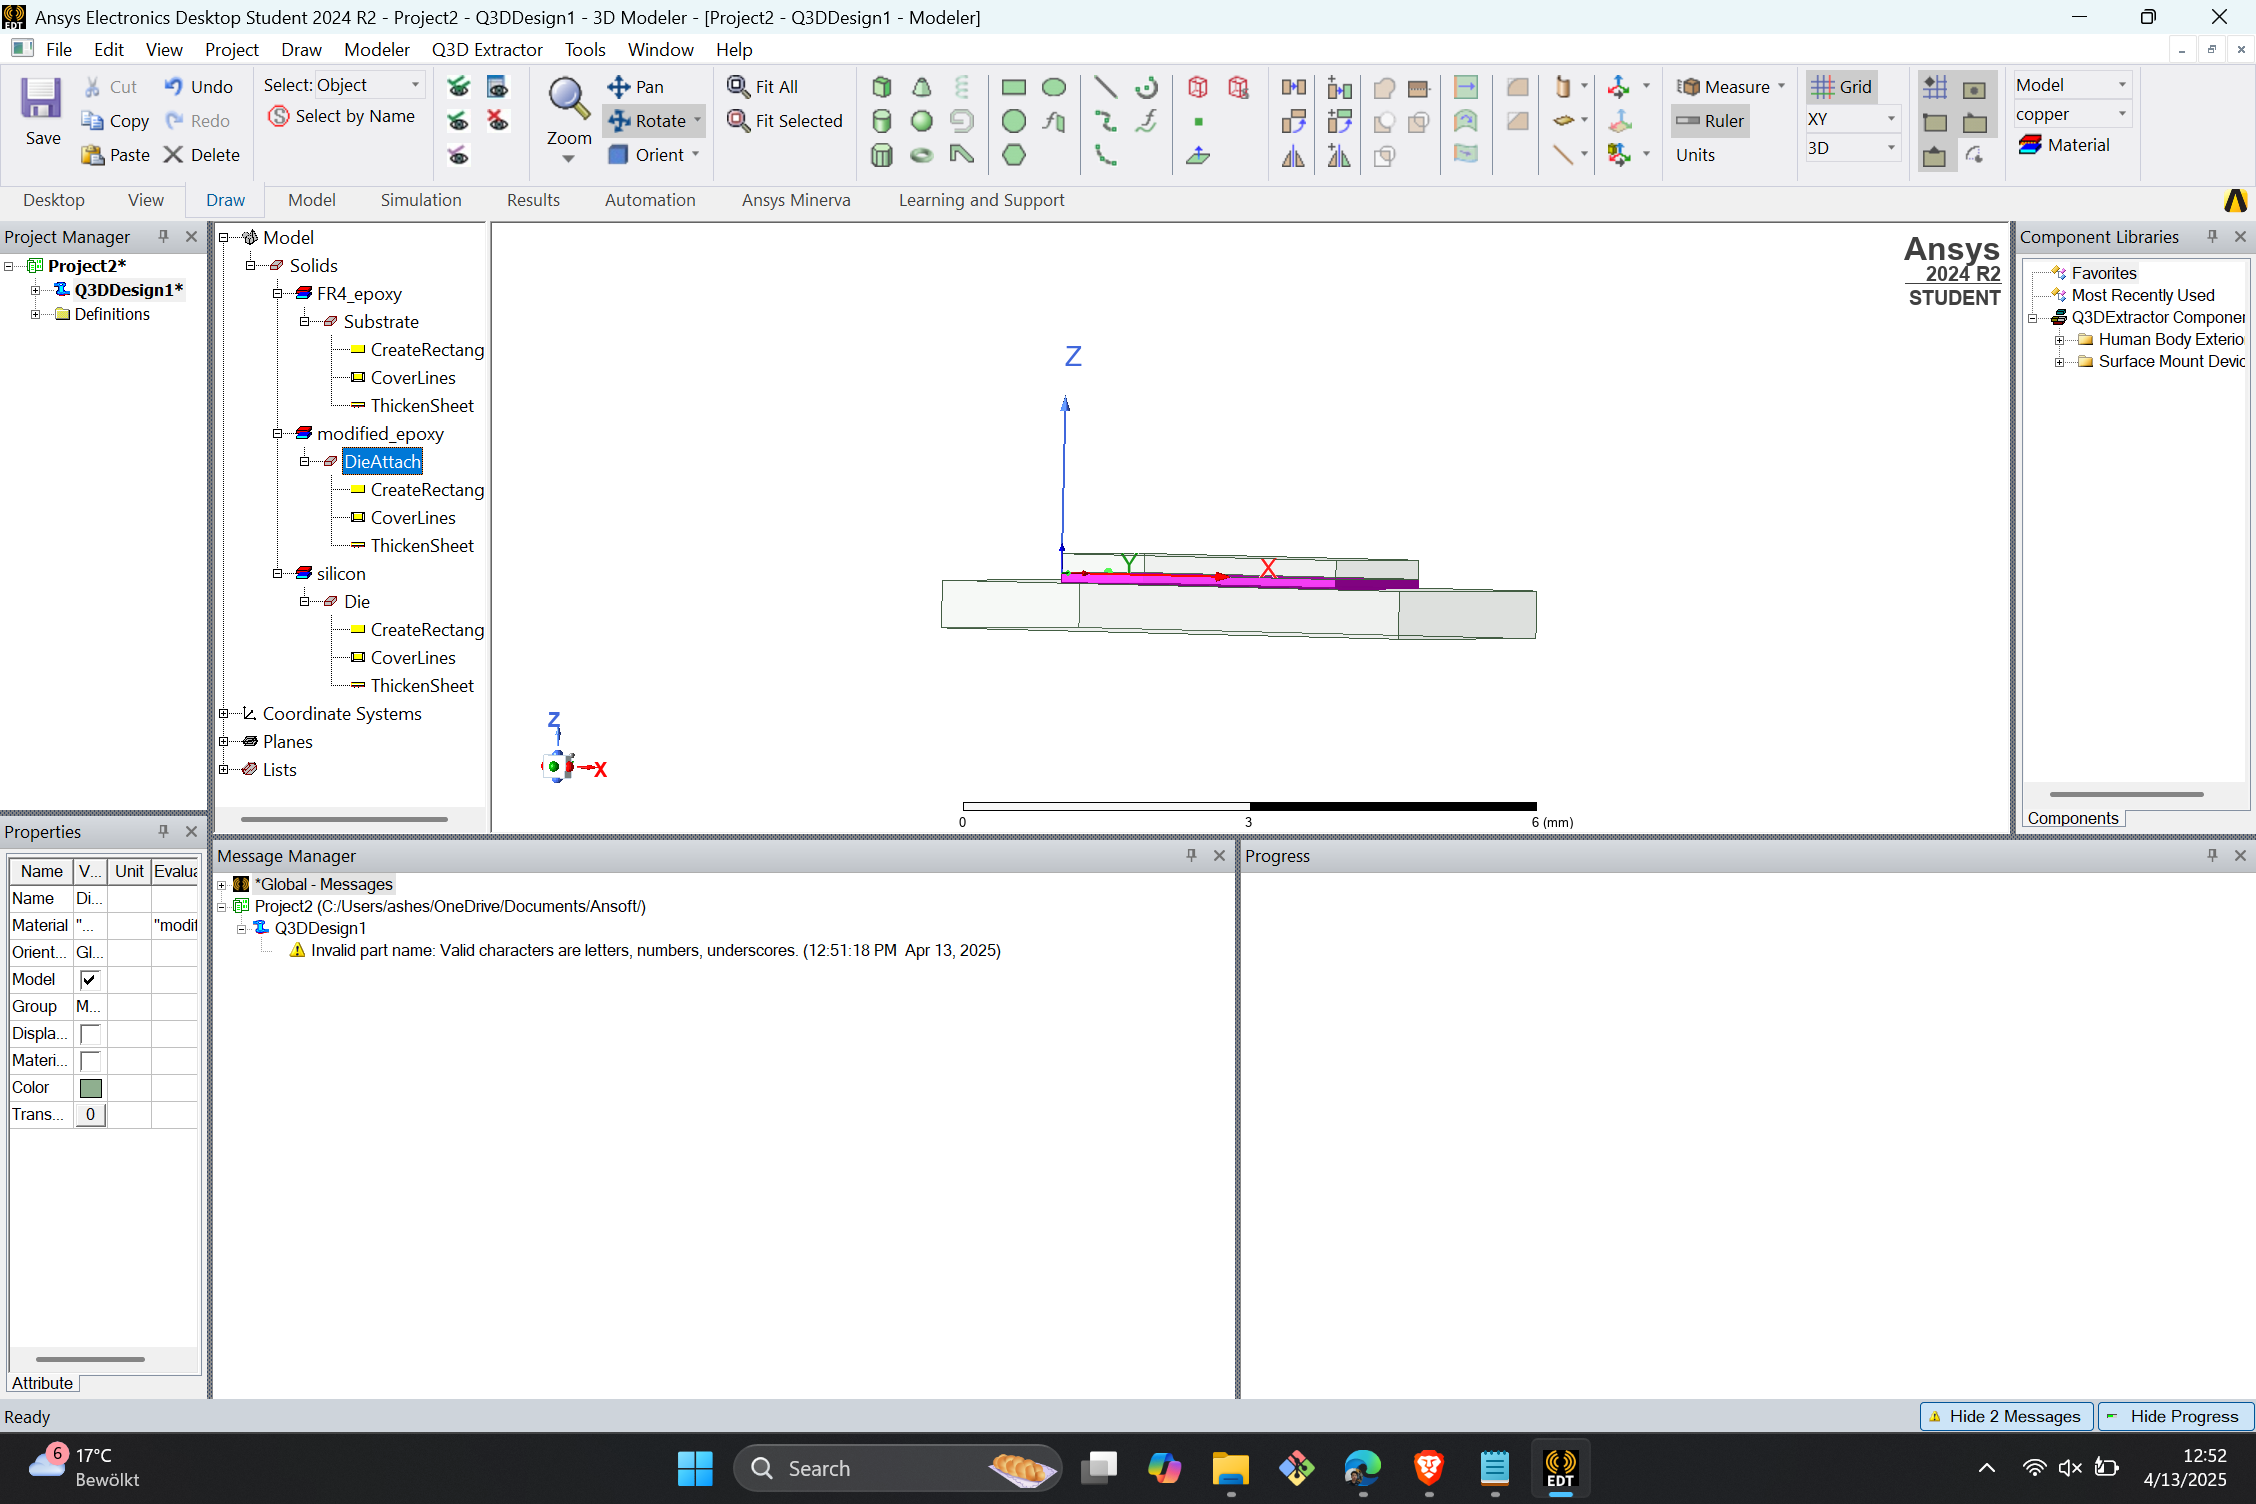 Ansys Electronics Desktop Student 2024 R2 - Project2 - Q3DDesign1 - 3D Modeler - [Project2 - Q3DDesign1 - Modeler]
File Edit View Project Draw Modeler Q3D Extractor Tools Window Help
Save
Cut
Copy
Paste
Undo
Redo
Delete
Select: Object
Select by Name
Zoom
Pan
Rotate
Orient
Fit All
Fit Selected
Measure
Ruler
Units
Grid
XY
3D
Model
copper
Material
Desktop View Draw Model Simulation Results Automation Ansys Minerva Learning and Support
Project Manager
Project2*
Q3DDesign1*
Definitions
Model
Solids
FR4_epoxy
Substrate
CreateRectang
CoverLines
ThickenSheet
modified_epoxy
DieAttach
CreateRectang
CoverLines
ThickenSheet
silicon
Die
CreateRectang
CoverLines
ThickenSheet
Coordinate Systems
Planes
Lists
Ansys
2024 R2
STUDENT
Z
Y
X
Z
X
0 3 6 (mm)
Component Libraries
Favorites
Most Recently Used
Q3DExtractor Componer
Human Body Exterio
Surface Mount Devic
Components
Properties
Name V... Unit Evalua
Name Di...
Material "... "modif
Orient... Gl...
Model
Group M...
Displa...
Materi...
Color
Trans... 0
Attribute
Message Manager
*Global - Messages
Project2 (C:/Users/ashes/OneDrive/Documents/Ansoft/)
Q3DDesign1
Invalid part name: Valid characters are letters, numbers, underscores. (12:51:18 PM Apr 13, 2025)
Progress
Ready
Hide 2 Messages
Hide Progress
6
17°C
Bewölkt
Search
EDT
12:52
4/13/2025